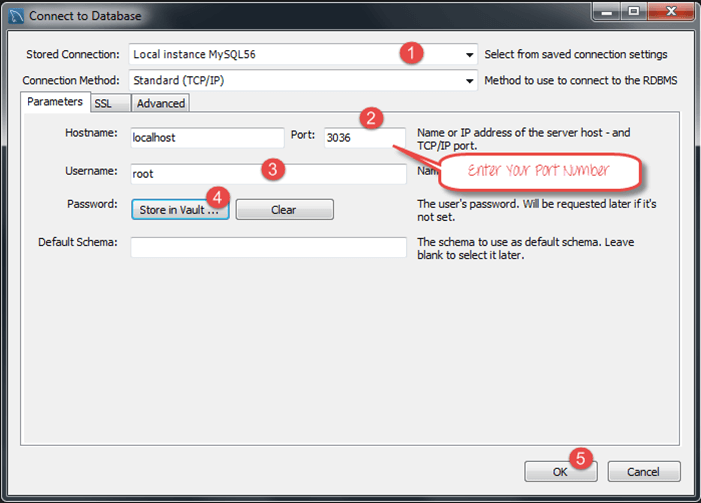 Connect to Database
Stored Connection: Local instance MySQL56 1 Select from saved connection settings
Connection Method: Standard (TCP/IP) Method to use to connect to the RDBMS
Parameters SSL Advanced
2
Hostname: localhost Port: 3036 Name or IP address of the server host - and
TCP/IP port.
Enter Your Port Number
Username: root 3
Password: Store in Vault ... 4 Clear The user's password. Will be requested later if it's
not set.
Default Schema: The schema to use as default schema. Leave
blank to select it later.
OK 5 Cancel